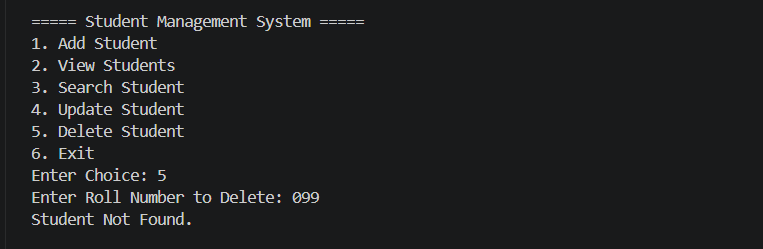 ===== Student Management System =====
1. Add Student
2. View Students
3. Search Student
4. Update Student
5. Delete Student
6. Exit
Enter Choice: 5
Enter Roll Number to Delete: 099
Student Not Found.